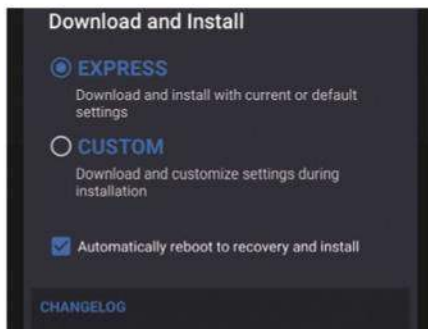 Download and Install
EXPRESS
Download and install with current or default
settings
CUSTOM
Download and customize settings during
installation
Automatically reboot to recovery and install
CHANGELOG